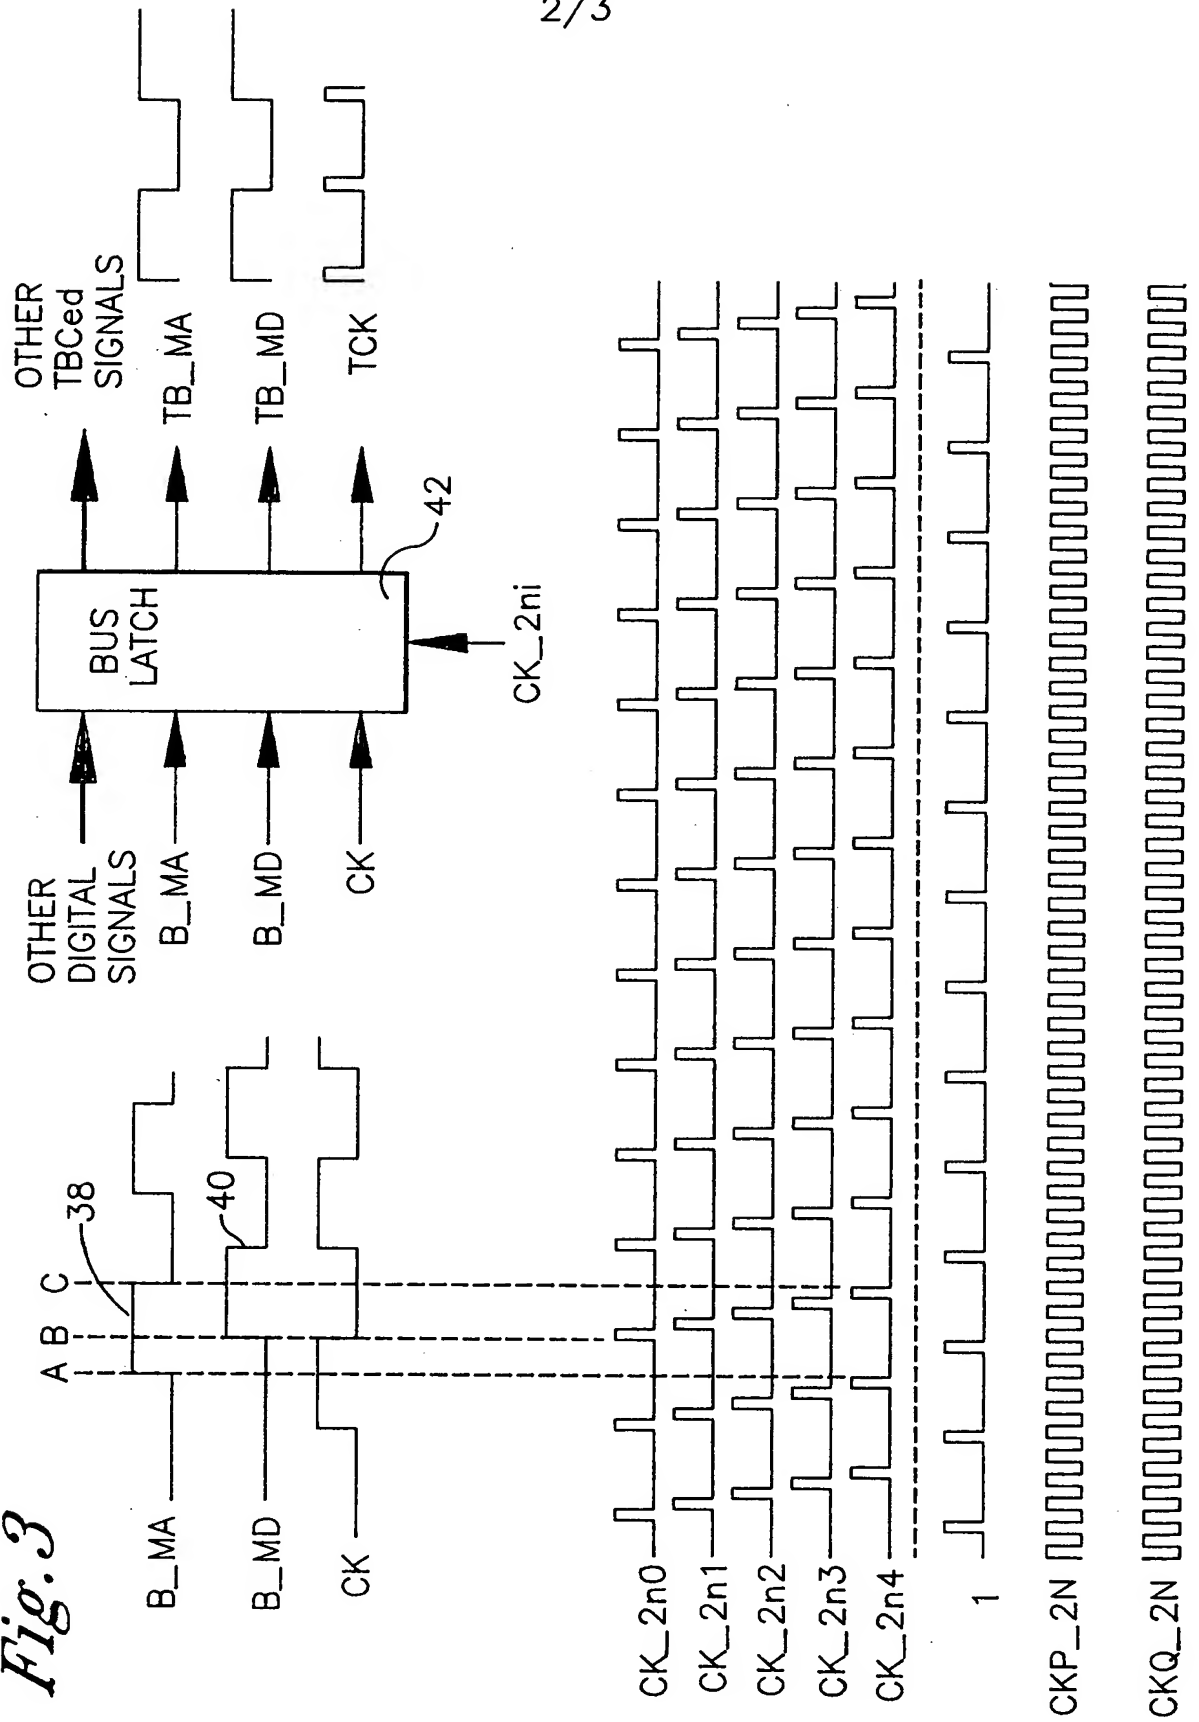 2/3
Fig.3
A
B
C
38
40
B_MA
B_MD
CK
OTHER
DIGITAL
SIGNALS
B_MA
B_MD
CK
BUS
LATCH
42
CK_2ni
OTHER
TBCed
SIGNALS
TB_MA
TB_MD
TCK
CK_2n0
CK_2n1
CK_2n2
CK_2n3
CK_2n4
1
CKP_2N
CKQ_2N